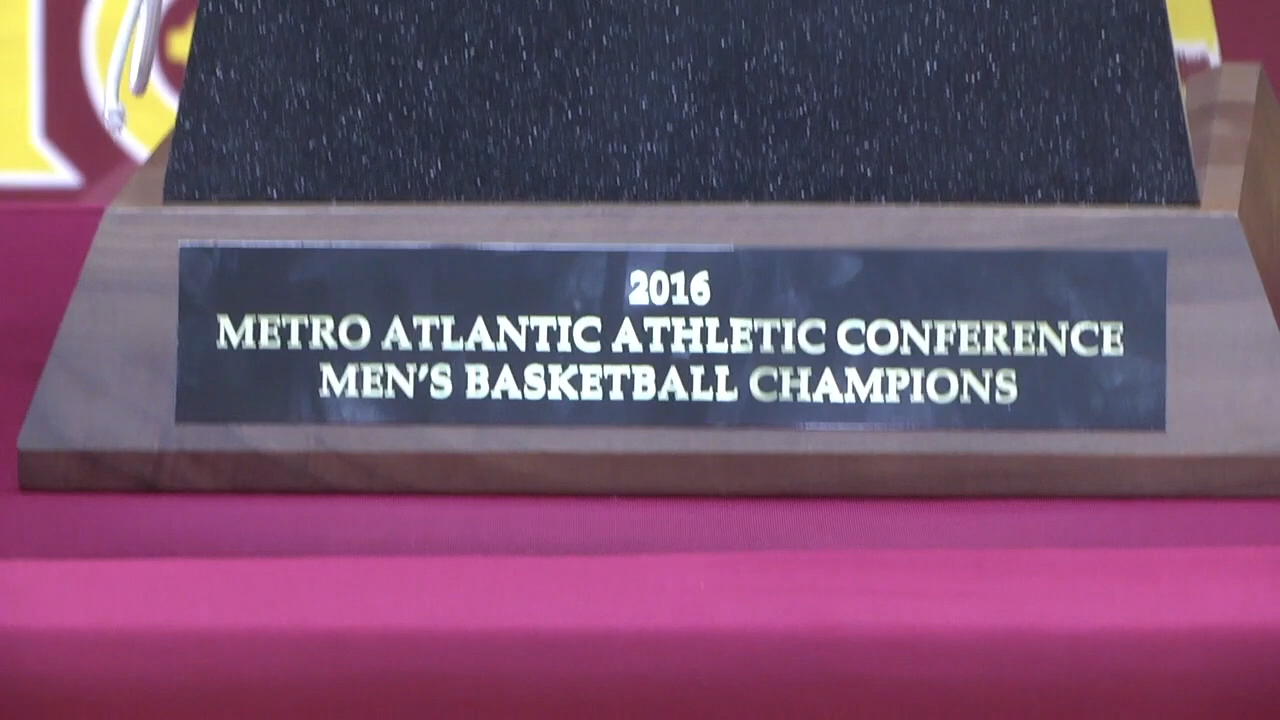 2016
METRO ATLANTIC ATHLETIC CONFERENCE
MEN'S BASKETBALL CHAMPIONS